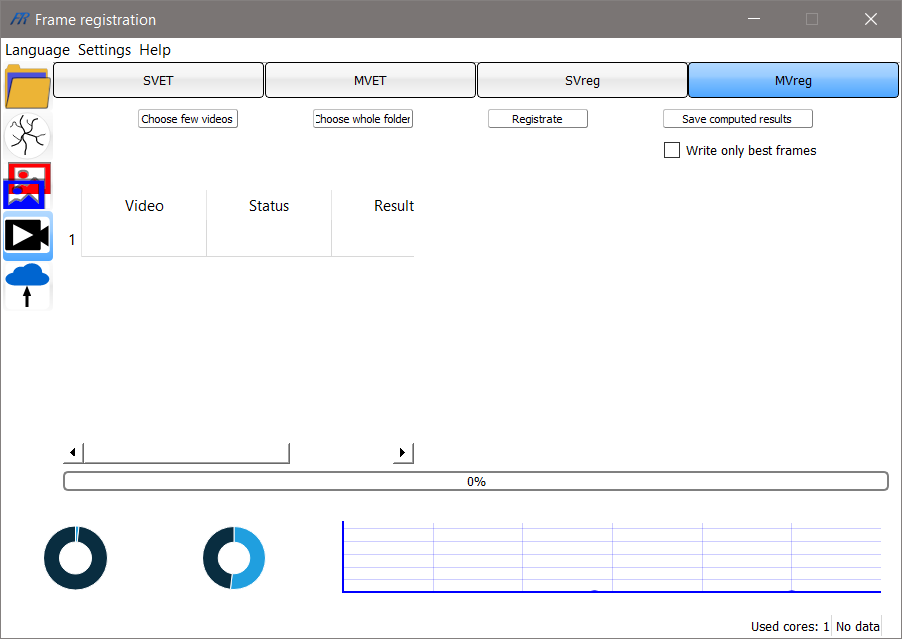 FR Frame registration
Language Settings Help
SVET MVET SVreg MVreg
Choose few videos Choose whole folder Registrate Save computed results
Write only best frames
Video Status Result
1
0%
Used cores: 1 No data